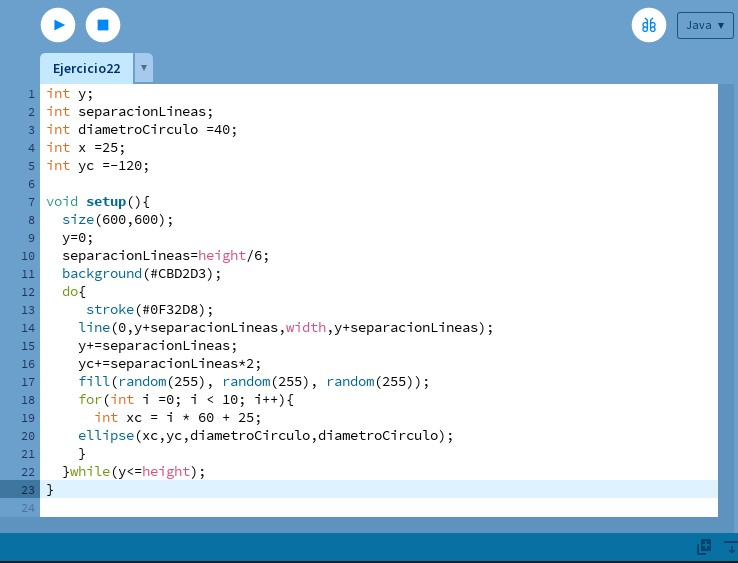 Java ▾
Ejercicio22 ▾
1 int y;
2 int separacionLineas;
3 int diametroCirculo =40;
4 int x =25;
5 int yc =-120;
6
7 void setup(){
8   size(600,600);
9   y=0;
10   separacionLineas=height/6;
11   background(#CBD2D3);
12   do{
13      stroke(#0F32D8);
14     line(0,y+separacionLineas,width,y+separacionLineas);
15     y+=separacionLineas;
16     yc+=separacionLineas*2;
17     fill(random(255), random(255), random(255));
18     for(int i =0; i < 10; i++){
19       int xc = i * 60 + 25;
20     ellipse(xc,yc,diametroCirculo,diametroCirculo);
21     }
22   }while(y<=height);
23 }
24